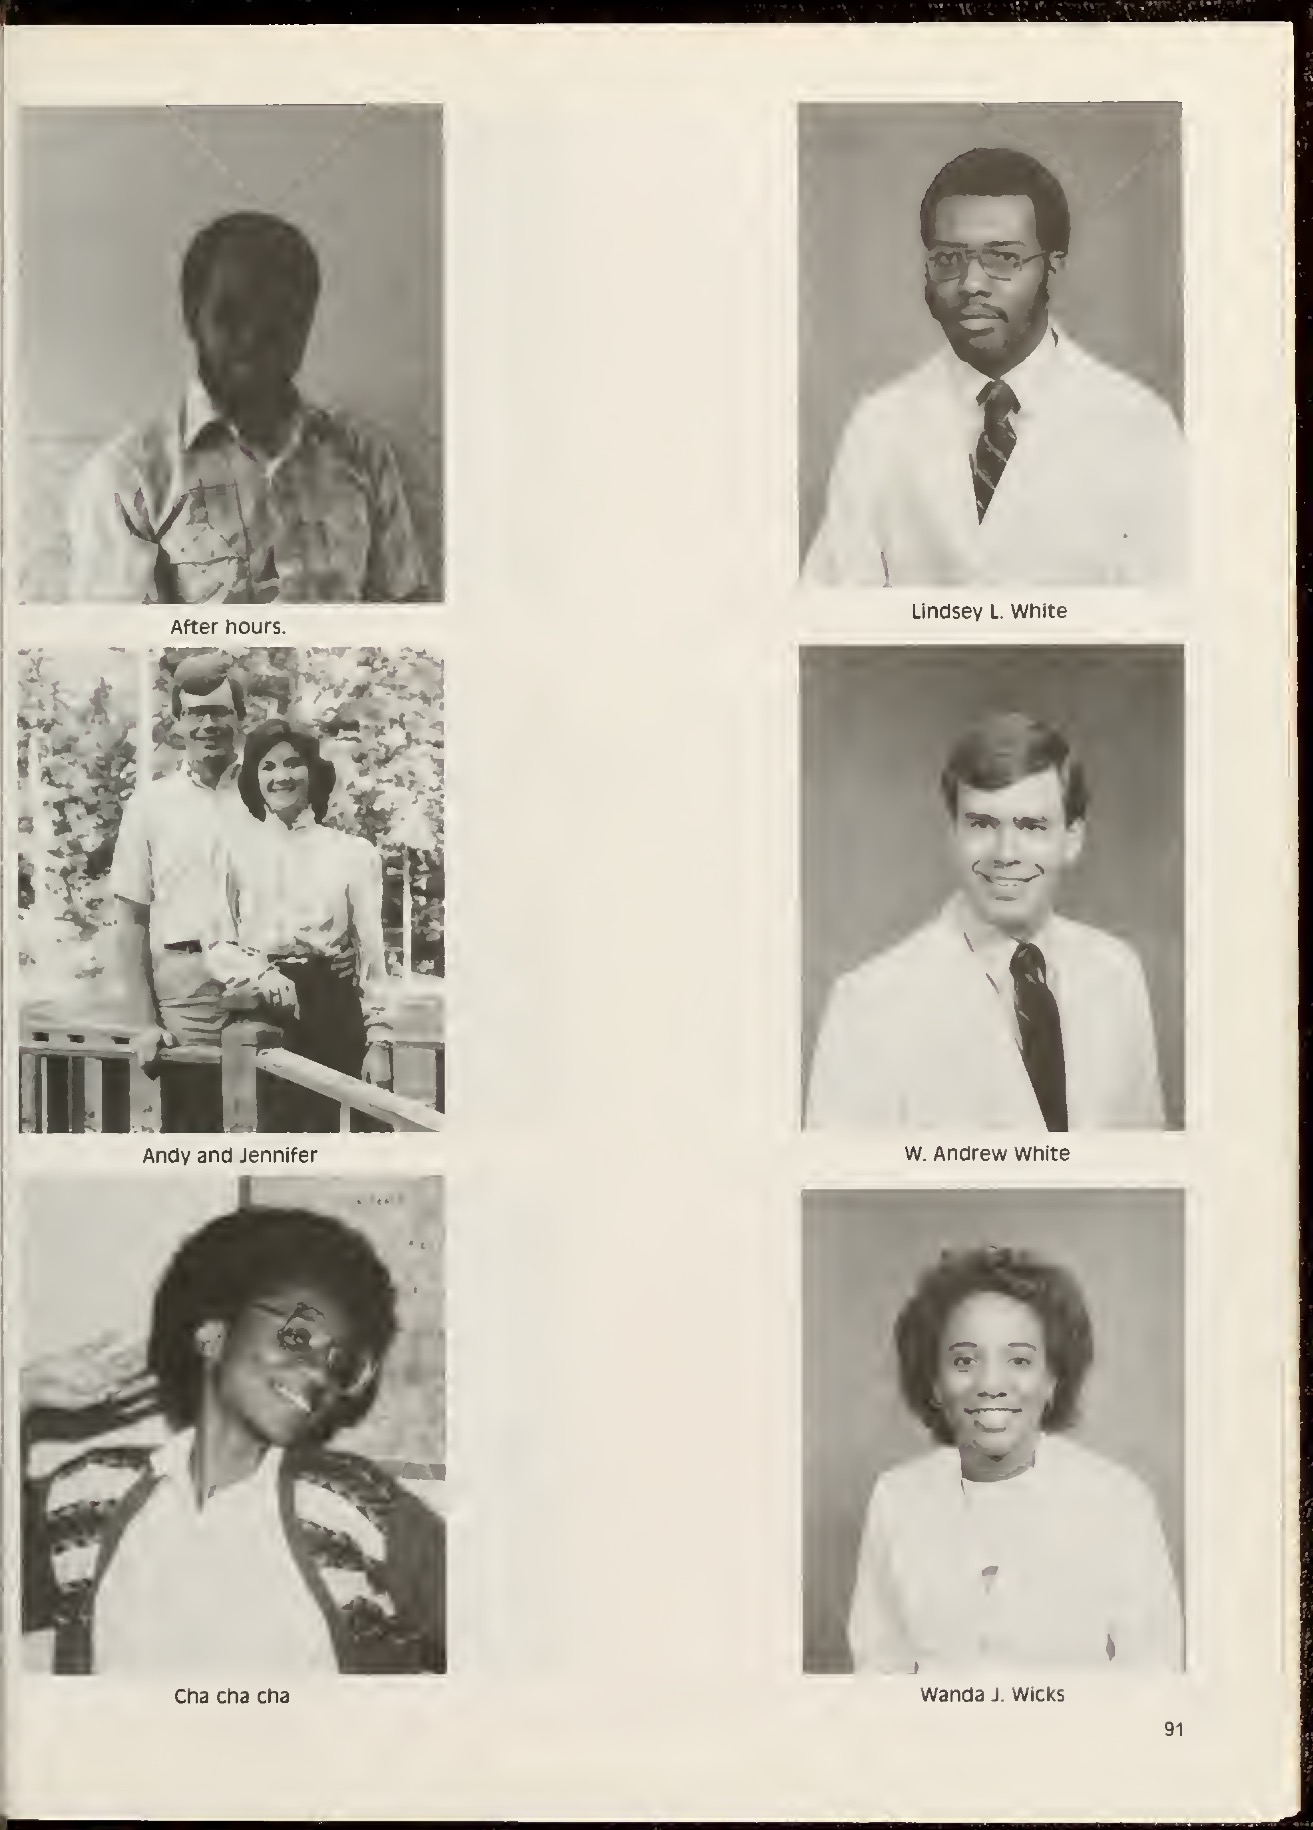 After hours.
Lindsey L. White
Andy and Jennifer
W. Andrew White
Cha cha cha
Wanda J. Wicks
91